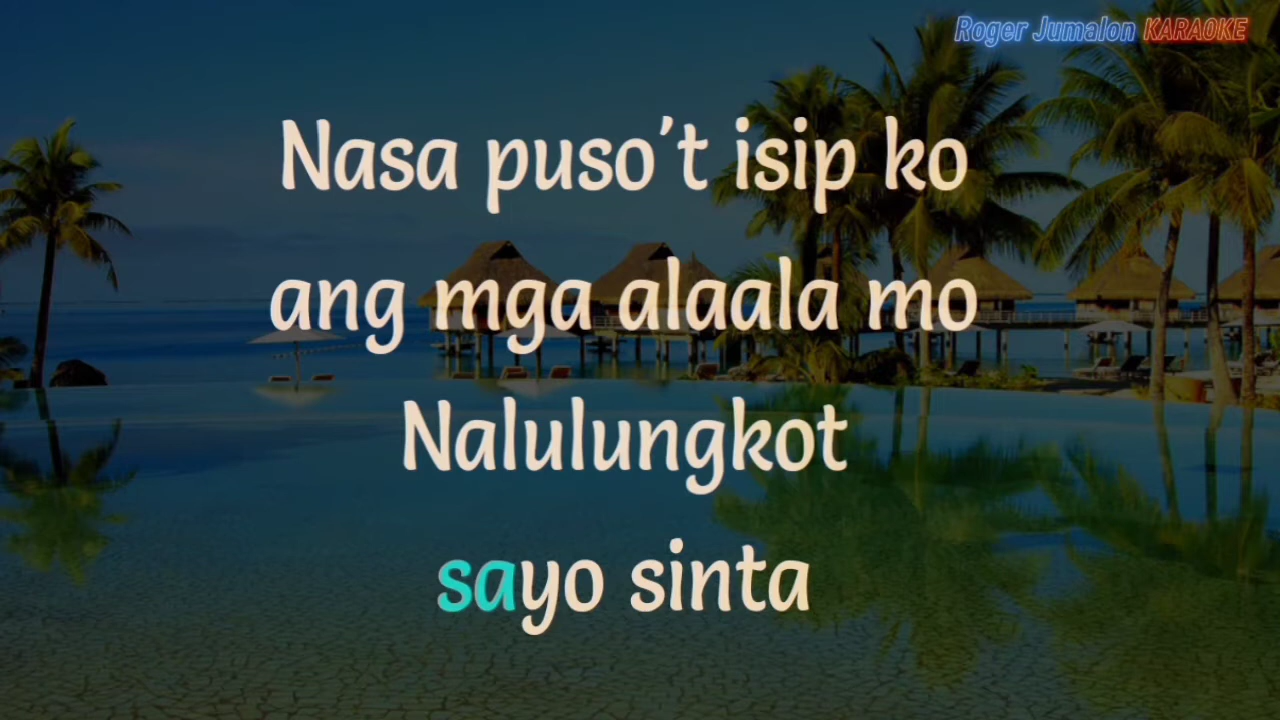 Roger Jumalon KARAOKE
Nasa puso't isip ko
ang mga alaala mo
Nalulungkot
sayo sinta